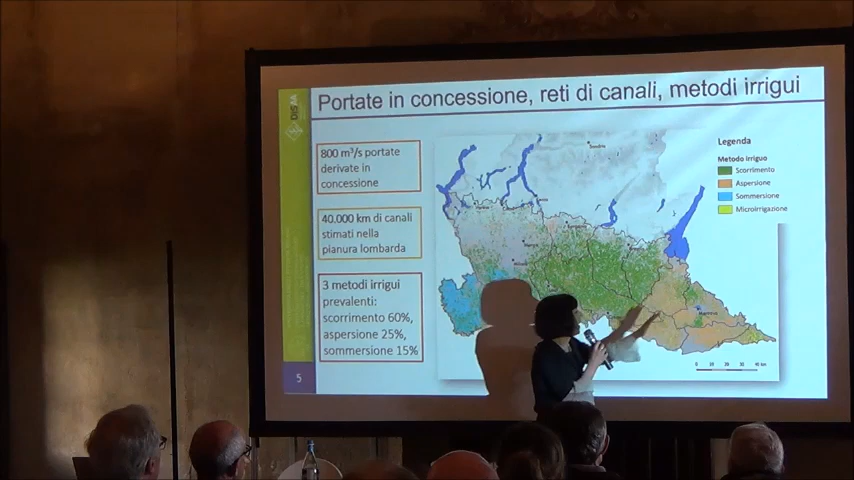 Portate in concessione, reti di canali, metodi irrigui
800 m³/s portate
derivate in
concessione
40.000 km di canali
stimati nella
pianura lombarda
3 metodi irrigui
prevalenti:
scorrimento 60%,
aspersione 25%,
sommersione 15%
Legenda
Metodo irriguo
Scorrimento
Aspersione
Sommersione
Microirrigazione
Sondrio
Mantova
5